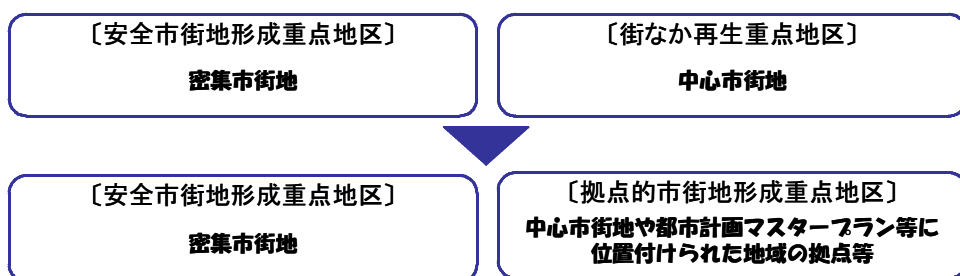 〔安全市街地形成重点地区〕
密集市街地
〔街なか再生重点地区〕
中心市街地
〔安全市街地形成重点地区〕
密集市街地
〔拠点的市街地形成重点地区〕
中心市街地や都市計画マスタープラン等に
位置付けられた地域の拠点等